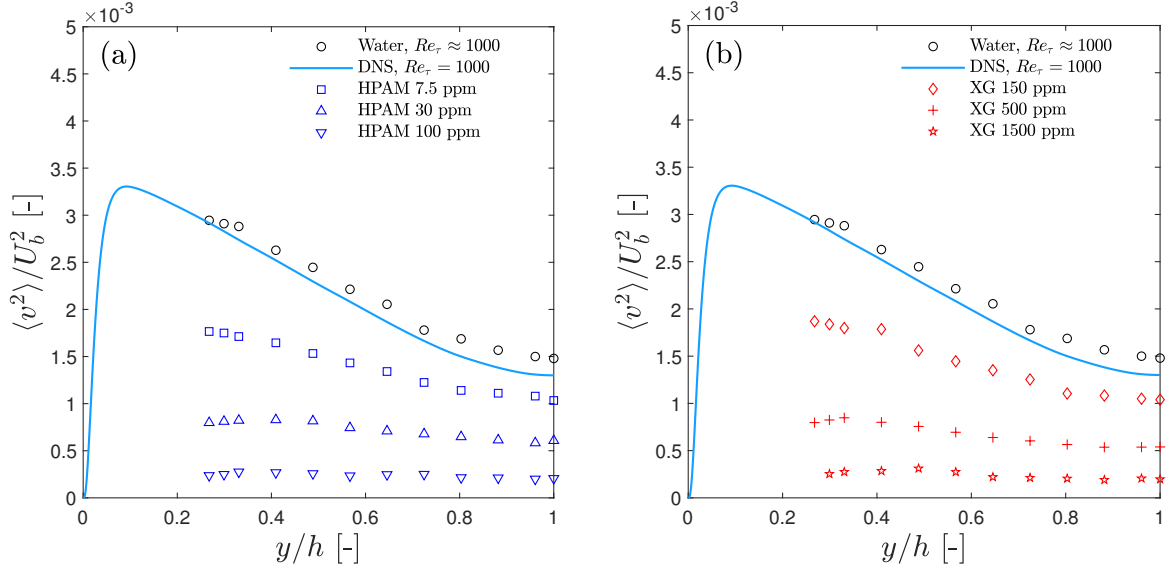 ×10⁻³
5
4.5
4
3.5
3
2.5
2
1.5
1
0.5
0
(a)
Water, Re_τ ≈ 1000
DNS, Re_τ = 1000
HPAM 7.5 ppm
HPAM 30 ppm
HPAM 100 ppm
⟨v²⟩/U_b² [-]
0 0.2 0.4 0.6 0.8 1
y/h [-]
×10⁻³
5
4.5
4
3.5
3
2.5
2
1.5
1
0.5
0
(b)
Water, Re_τ ≈ 1000
DNS, Re_τ = 1000
XG 150 ppm
XG 500 ppm
XG 1500 ppm
⟨v²⟩/U_b² [-]
0 0.2 0.4 0.6 0.8 1
y/h [-]